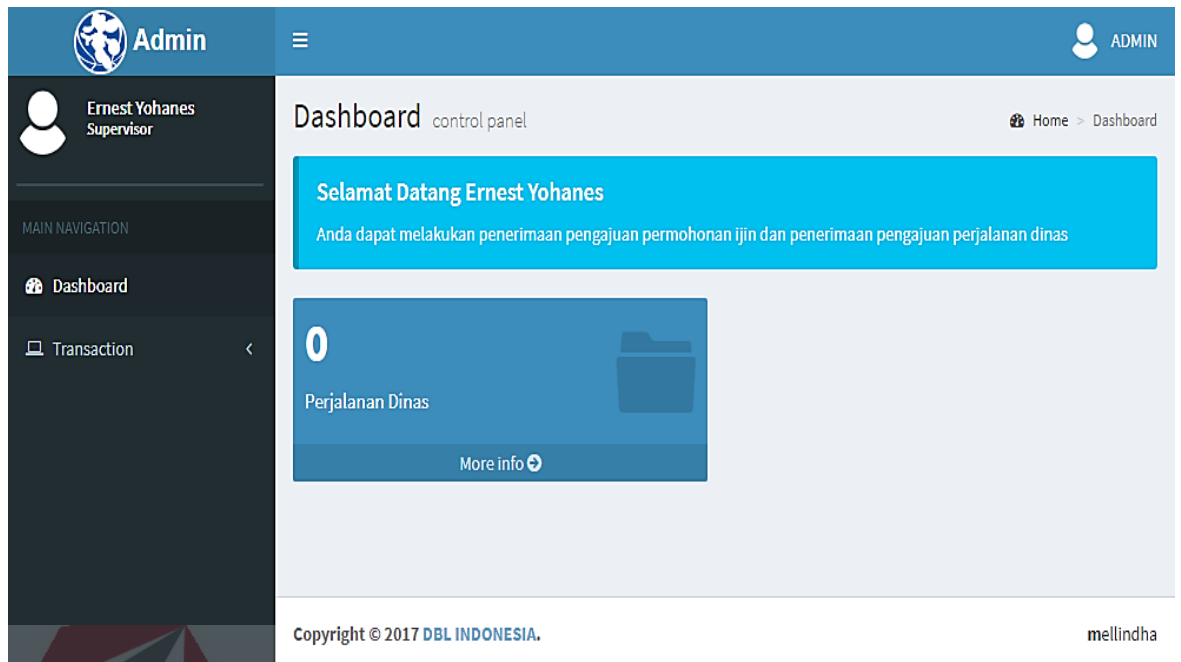 Admin
ADMIN
Ernest Yohanes
Supervisor
MAIN NAVIGATION
Dashboard
Transaction
Dashboard control panel
Home > Dashboard
Selamat Datang Ernest Yohanes
Anda dapat melakukan penerimaan pengajuan permohonan ijin dan penerimaan pengajuan perjalanan dinas
0
Perjalanan Dinas
More info
Copyright © 2017 DBL INDONESIA.
mellindha